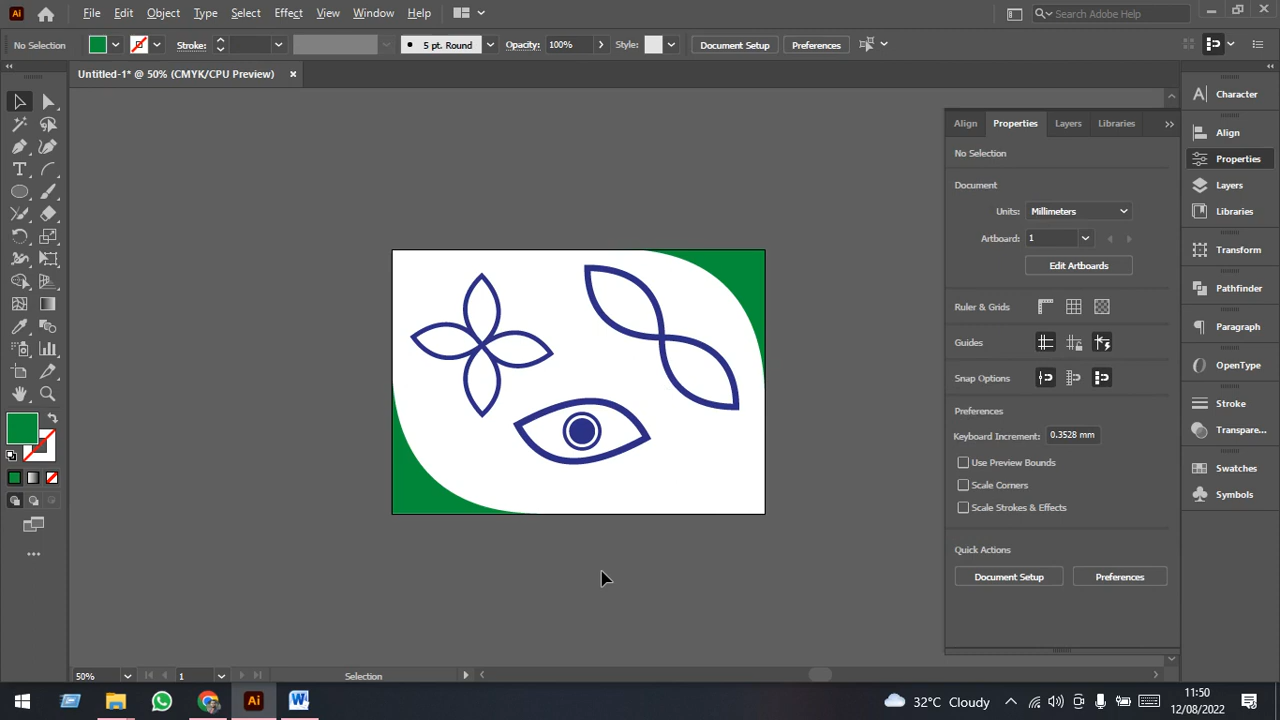 Ai File Edit Object Type Select Effect View Window Help Search Adobe Help
No Selection Stroke: 5 pt. Round Opacity: 100% Style: Document Setup Preferences
Untitled-1* @ 50% (CMYK/CPU Preview)
Character
Align
Properties
Layers
Libraries
Transform
Pathfinder
Paragraph
OpenType
Stroke
Transpare...
Swatches
Symbols
Align Properties Layers Libraries
No Selection
Document
Units: Millimeters
Artboard: 1
Edit Artboards
Ruler & Grids
Guides
Snap Options
Preferences
Keyboard Increment: 0.3528 mm
Use Preview Bounds
Scale Corners
Scale Strokes & Effects
Quick Actions
Document Setup Preferences
50% 1 Selection
Ai W 32°C Cloudy 11:50
12/08/2022